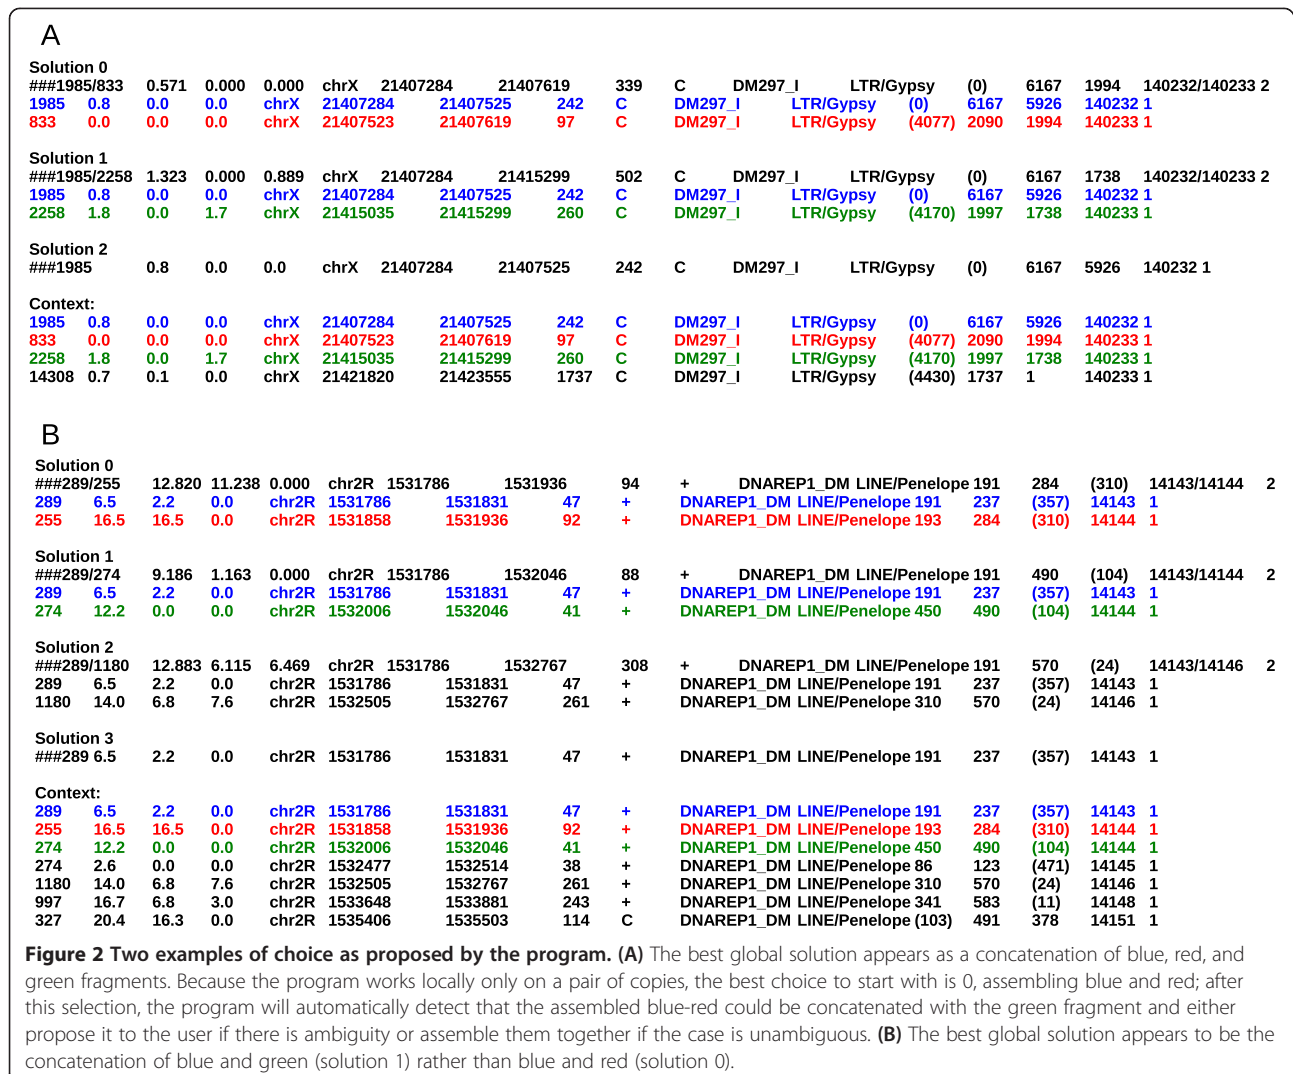 A
Solution 0
###1985/833 0.571 0.000 0.000 chrX 21407284 21407619 339 C DM297_I LTR/Gypsy (0) 6167 1994 140232/140233 2
1985 0.8 0.0 0.0 chrX 21407284 21407525 242 C DM297_I LTR/Gypsy (0) 6167 5926 140232 1
833 0.0 0.0 0.0 chrX 21407523 21407619 97 C DM297_I LTR/Gypsy (4077) 2090 1994 140233 1
Solution 1
###1985/2258 1.323 0.000 0.889 chrX 21407284 21415299 502 C DM297_I LTR/Gypsy (0) 6167 1738 140232/140233 2
1985 0.8 0.0 0.0 chrX 21407284 21407525 242 C DM297_I LTR/Gypsy (0) 6167 5926 140232 1
2258 1.8 0.0 1.7 chrX 21415035 21415299 260 C DM297_I LTR/Gypsy (4170) 1997 1738 140233 1
Solution 2
###1985 0.8 0.0 0.0 chrX 21407284 21407525 242 C DM297_I LTR/Gypsy (0) 6167 5926 140232 1
Context:
1985 0.8 0.0 0.0 chrX 21407284 21407525 242 C DM297_I LTR/Gypsy (0) 6167 5926 140232 1
833 0.0 0.0 0.0 chrX 21407523 21407619 97 C DM297_I LTR/Gypsy (4077) 2090 1994 140233 1
2258 1.8 0.0 1.7 chrX 21415035 21415299 260 C DM297_I LTR/Gypsy (4170) 1997 1738 140233 1
14308 0.7 0.1 0.0 chrX 21421820 21423555 1737 C DM297_I LTR/Gypsy (4430) 1737 1 140233 1
B
Solution 0
###289/255 12.820 11.238 0.000 chr2R 1531786 1531936 94 + DNAREP1_DM LINE/Penelope 191 284 (310) 14143/14144 2
289 6.5 2.2 0.0 chr2R 1531786 1531831 47 + DNAREP1_DM LINE/Penelope 191 237 (357) 14143 1
255 16.5 16.5 0.0 chr2R 1531858 1531936 92 + DNAREP1_DM LINE/Penelope 193 284 (310) 14144 1
Solution 1
###289/274 9.186 1.163 0.000 chr2R 1531786 1532046 88 + DNAREP1_DM LINE/Penelope 191 490 (104) 14143/14144 2
289 6.5 2.2 0.0 chr2R 1531786 1531831 47 + DNAREP1_DM LINE/Penelope 191 237 (357) 14143 1
274 12.2 0.0 0.0 chr2R 1532006 1532046 41 + DNAREP1_DM LINE/Penelope 450 490 (104) 14144 1
Solution 2
###289/1180 12.883 6.115 6.469 chr2R 1531786 1532767 308 + DNAREP1_DM LINE/Penelope 191 570 (24) 14143/14146 2
289 6.5 2.2 0.0 chr2R 1531786 1531831 47 + DNAREP1_DM LINE/Penelope 191 237 (357) 14143 1
1180 14.0 6.8 7.6 chr2R 1532505 1532767 261 + DNAREP1_DM LINE/Penelope 310 570 (24) 14146 1
Solution 3
###289 6.5 2.2 0.0 chr2R 1531786 1531831 47 + DNAREP1_DM LINE/Penelope 191 237 (357) 14143 1
Context:
289 6.5 2.2 0.0 chr2R 1531786 1531831 47 + DNAREP1_DM LINE/Penelope 191 237 (357) 14143 1
255 16.5 16.5 0.0 chr2R 1531858 1531936 92 + DNAREP1_DM LINE/Penelope 193 284 (310) 14144 1
274 12.2 0.0 0.0 chr2R 1532006 1532046 41 + DNAREP1_DM LINE/Penelope 450 490 (104) 14144 1
274 2.6 0.0 0.0 chr2R 1532477 1532514 38 + DNAREP1_DM LINE/Penelope 86 123 (471) 14145 1
1180 14.0 6.8 7.6 chr2R 1532505 1532767 261 + DNAREP1_DM LINE/Penelope 310 570 (24) 14146 1
997 16.7 6.8 3.0 chr2R 1533648 1533881 243 + DNAREP1_DM LINE/Penelope 341 583 (11) 14148 1
327 20.4 16.3 0.0 chr2R 1535406 1535503 114 C DNAREP1_DM LINE/Penelope (103) 491 378 14151 1
Figure 2 Two examples of choice as proposed by the program. (A) The best global solution appears as a concatenation of blue, red, and
green fragments. Because the program works locally only on a pair of copies, the best choice to start with is 0, assembling blue and red; after
this selection, the program will automatically detect that the assembled blue-red could be concatenated with the green fragment and either
propose it to the user if there is ambiguity or assemble them together if the case is unambiguous. (B) The best global solution appears to be the
concatenation of blue and green (solution 1) rather than blue and red (solution 0).